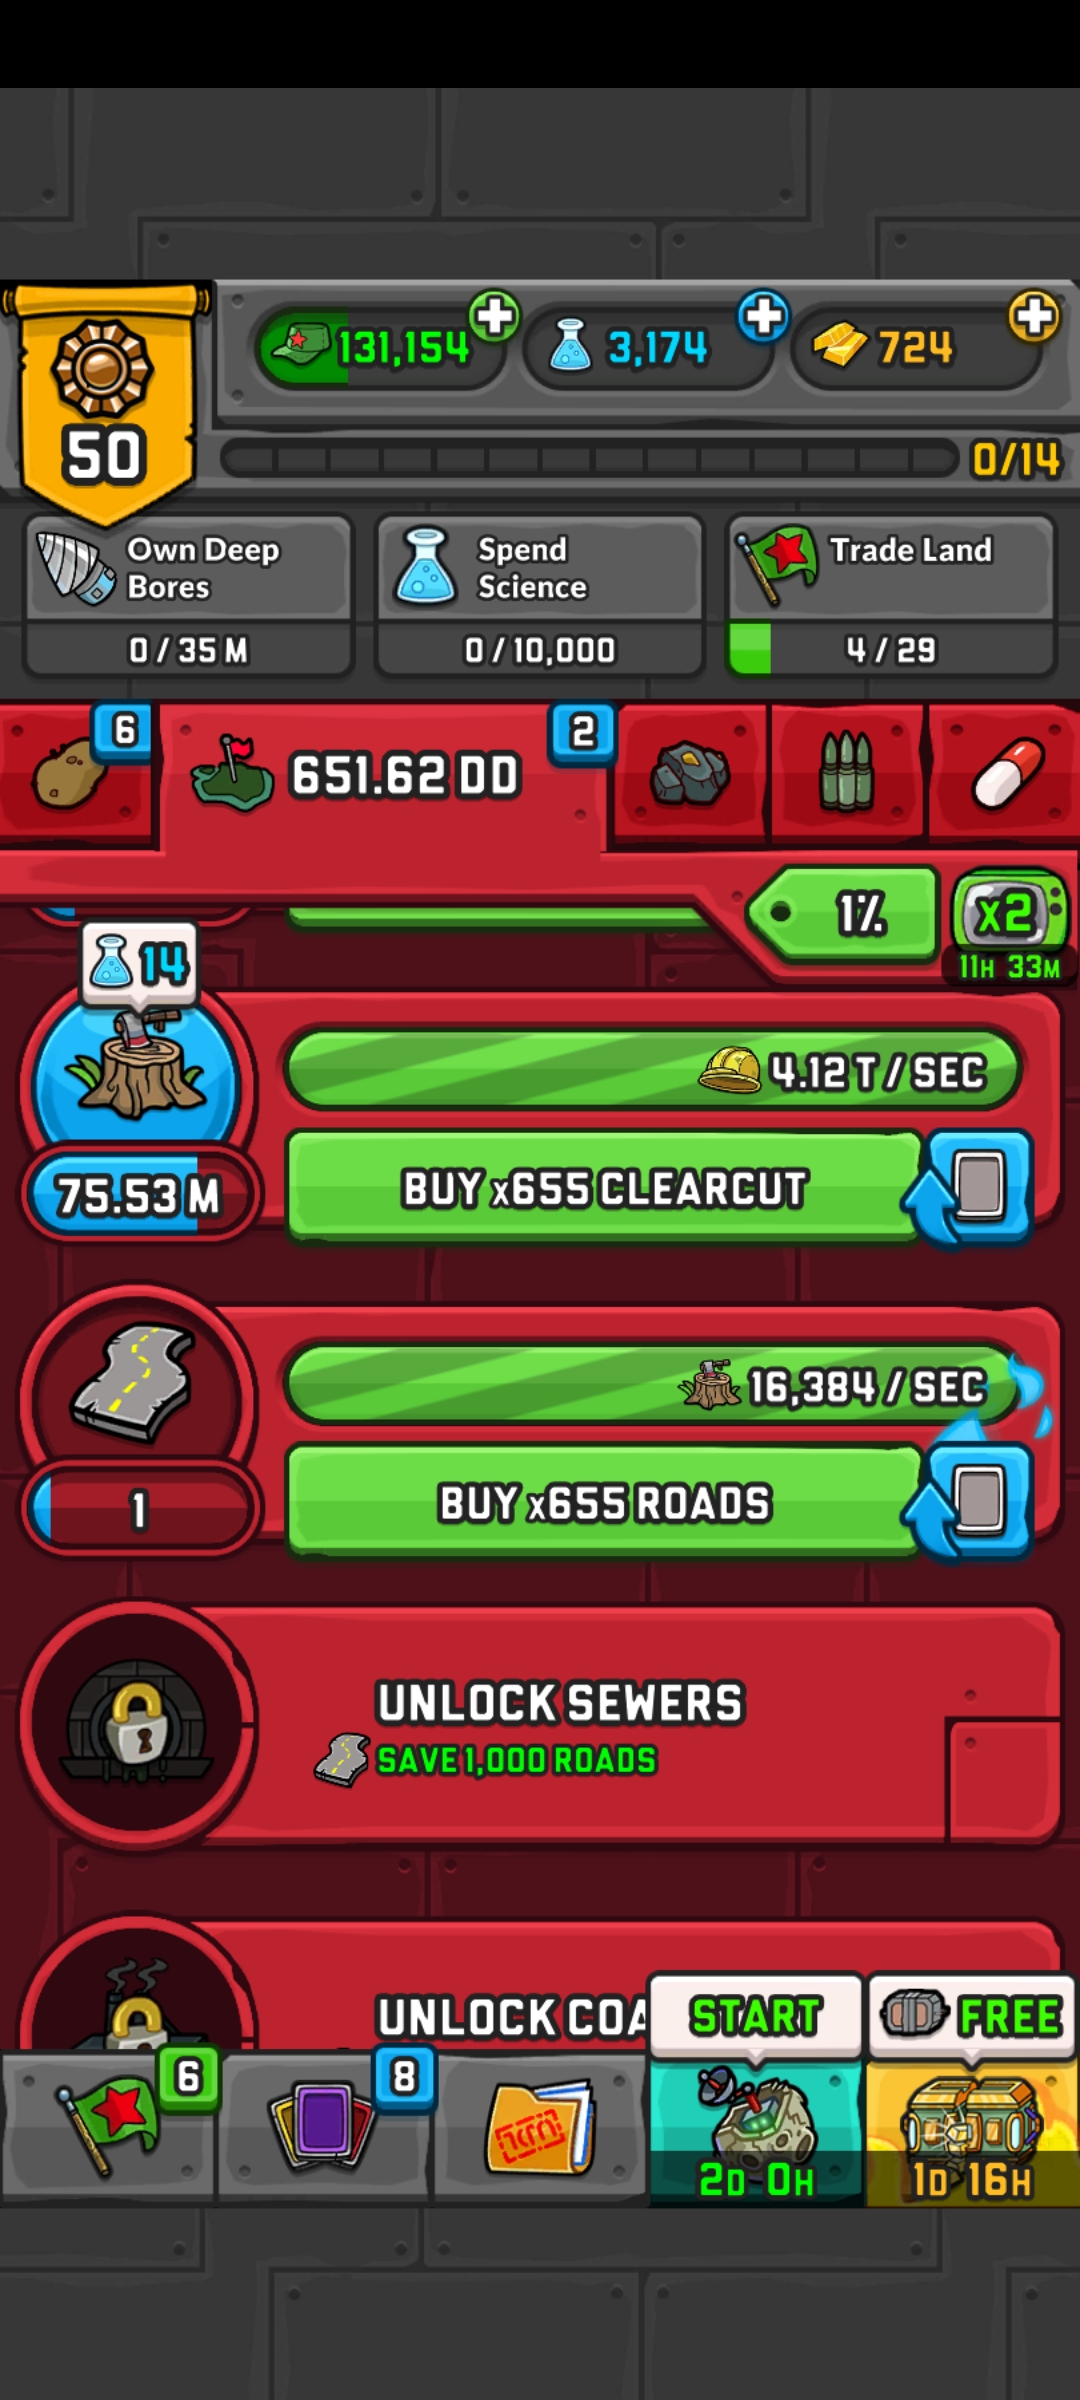 131,154
3,174
724
50
0/14
Own Deep
Bores
0 / 35 M
Spend
Science
0 / 10,000
Trade Land
4 / 29
6
651.62 DD
2
1%
x2
11H 33M
14
4.12 T / SEC
75.53 M
BUY x655 CLEARCUT
16,384 / SEC
1
BUY x655 ROADS
UNLOCK SEWERS
SAVE 1,000 ROADS
UNLOCK COA
START
FREE
6
8
2D 0H
1D 16H